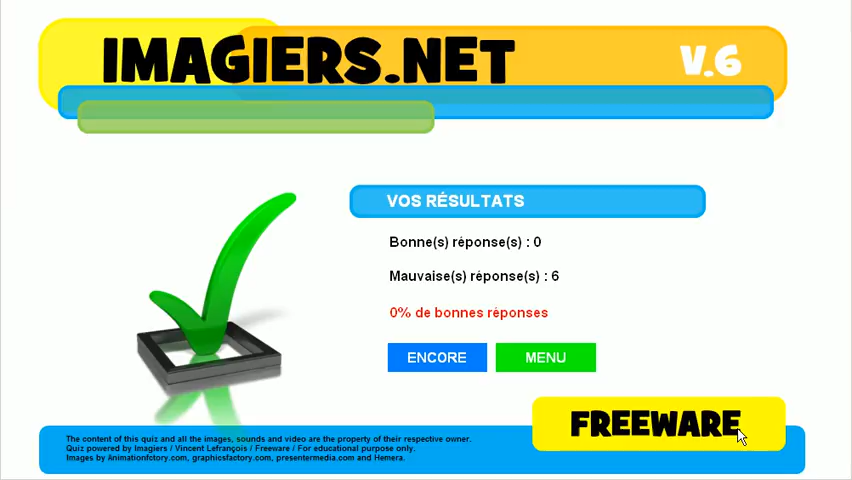 IMAGIERS.NET
V.6
VOS RÉSULTATS
Bonne(s) réponse(s) : 0
Mauvaise(s) réponse(s) : 6
0% de bonnes réponses
ENCORE
MENU
FREEWARE
The content of this quiz and all the images, sounds and video are the property of their respective owner.
Quiz powered by Imagiers / Vincent Lefrançois / Freeware / For educational purpose only.
Images by Animationfctory.com, graphicsfactory.com, presentermedia.com and Hemera.